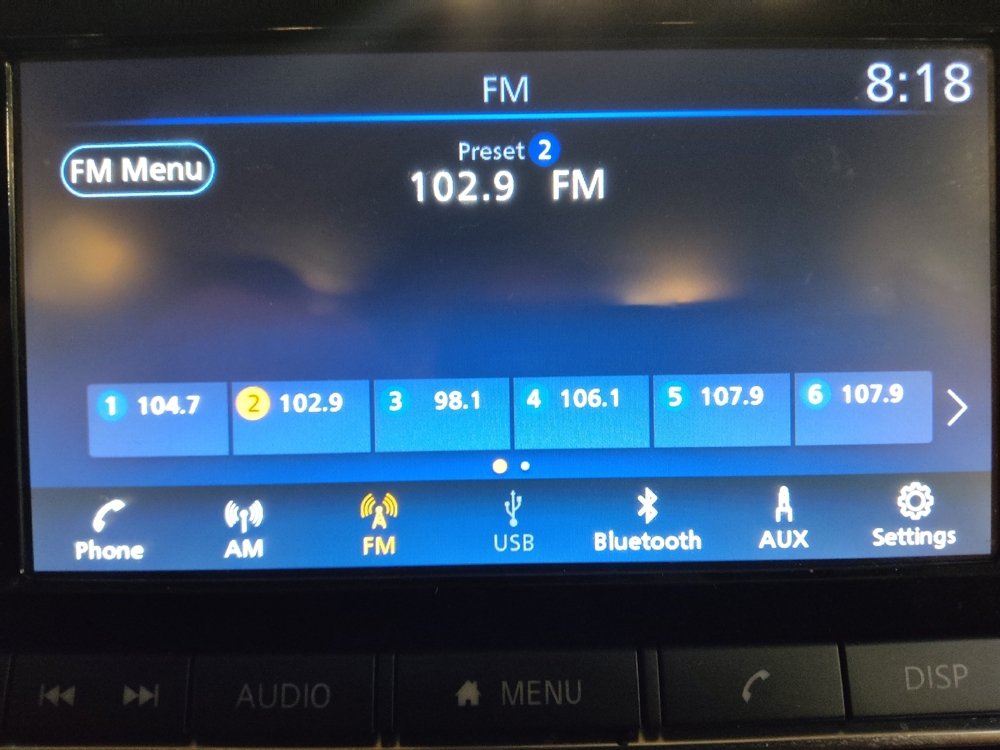 FM
8:18
FM Menu
Preset 2
102.9 FM
1 104.7
2 102.9
3 98.1
4 106.1
5 107.9
6 107.9
Phone
AM
FM
USB
Bluetooth
AUX
Settings
AUDIO
MENU
DISP